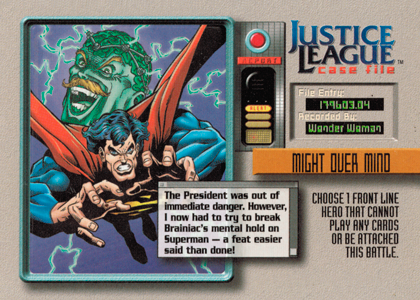 JUSTICE
LEAGUE™
case file
REPORT
File Entry:
179603.04
Recorded By:
Wonder Woman
ALERT
MIGHT OVER MIND
The President was out of
immediate danger. However,
I now had to try to break
Brainiac's mental hold on
Superman — a feat easier
said than done!
CHOOSE 1 FRONT LINE
HERO THAT CANNOT
PLAY ANY CARDS
OR BE ATTACHED
THIS BATTLE.